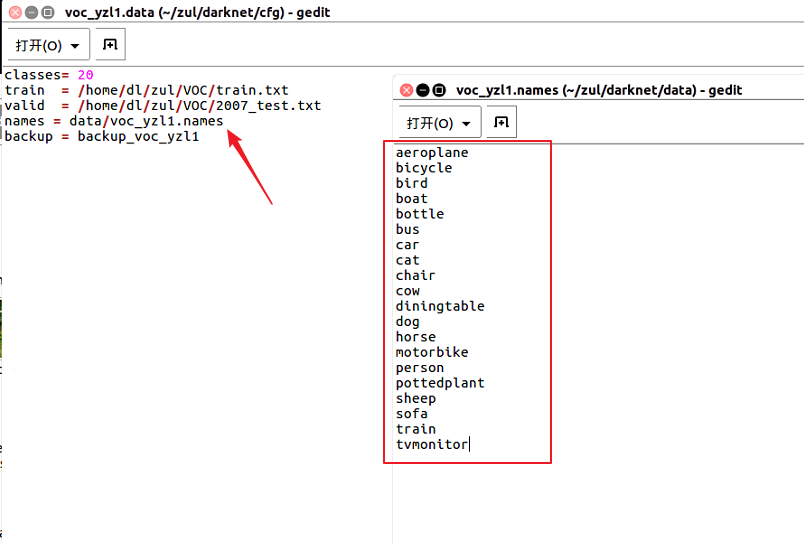 voc_yzl1.data (~/zul/darknet/cfg) - gedit
打开(O)
classes= 20
train  = /home/dl/zul/VOC/train.txt
valid  = /home/dl/zul/VOC/2007_test.txt
names = data/voc_yzl1.names
backup = backup_voc_yzl1
voc_yzl1.names (~/zul/darknet/data) - gedit
打开(O)
aeroplane
bicycle
bird
boat
bottle
bus
car
cat
chair
cow
diningtable
dog
horse
motorbike
person
pottedplant
sheep
sofa
train
tvmonitor